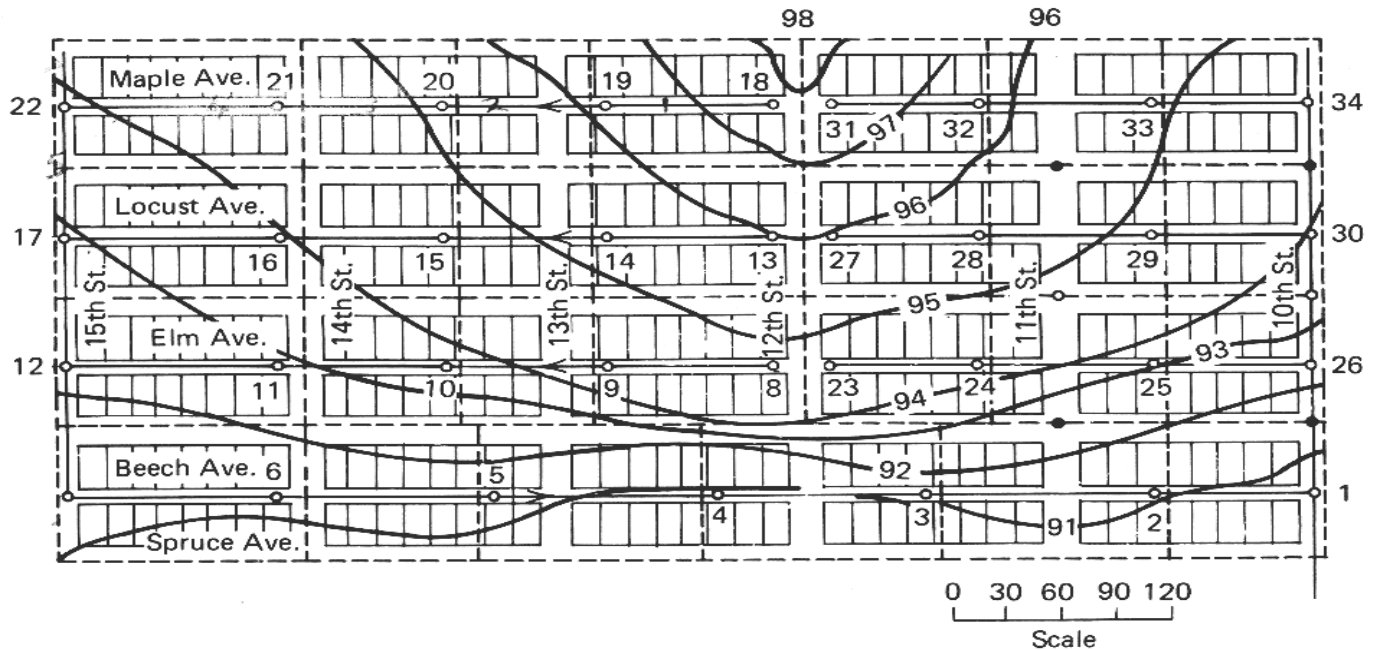 98 96
Maple Ave. 21 20 19 18
22 34
31 97 32 33
Locust Ave. 96
17 30
16 15 14 13 27 28 29
15th St. 14th St. 13th St. 12th St. 11th St. 10th St.
95
Elm Ave. 93
12 26
11 10 9 8 23 24 25
94
Beech Ave. 6 5 92
1
4 3 91 2
Spruce Ave.
0 30 60 90 120
Scale